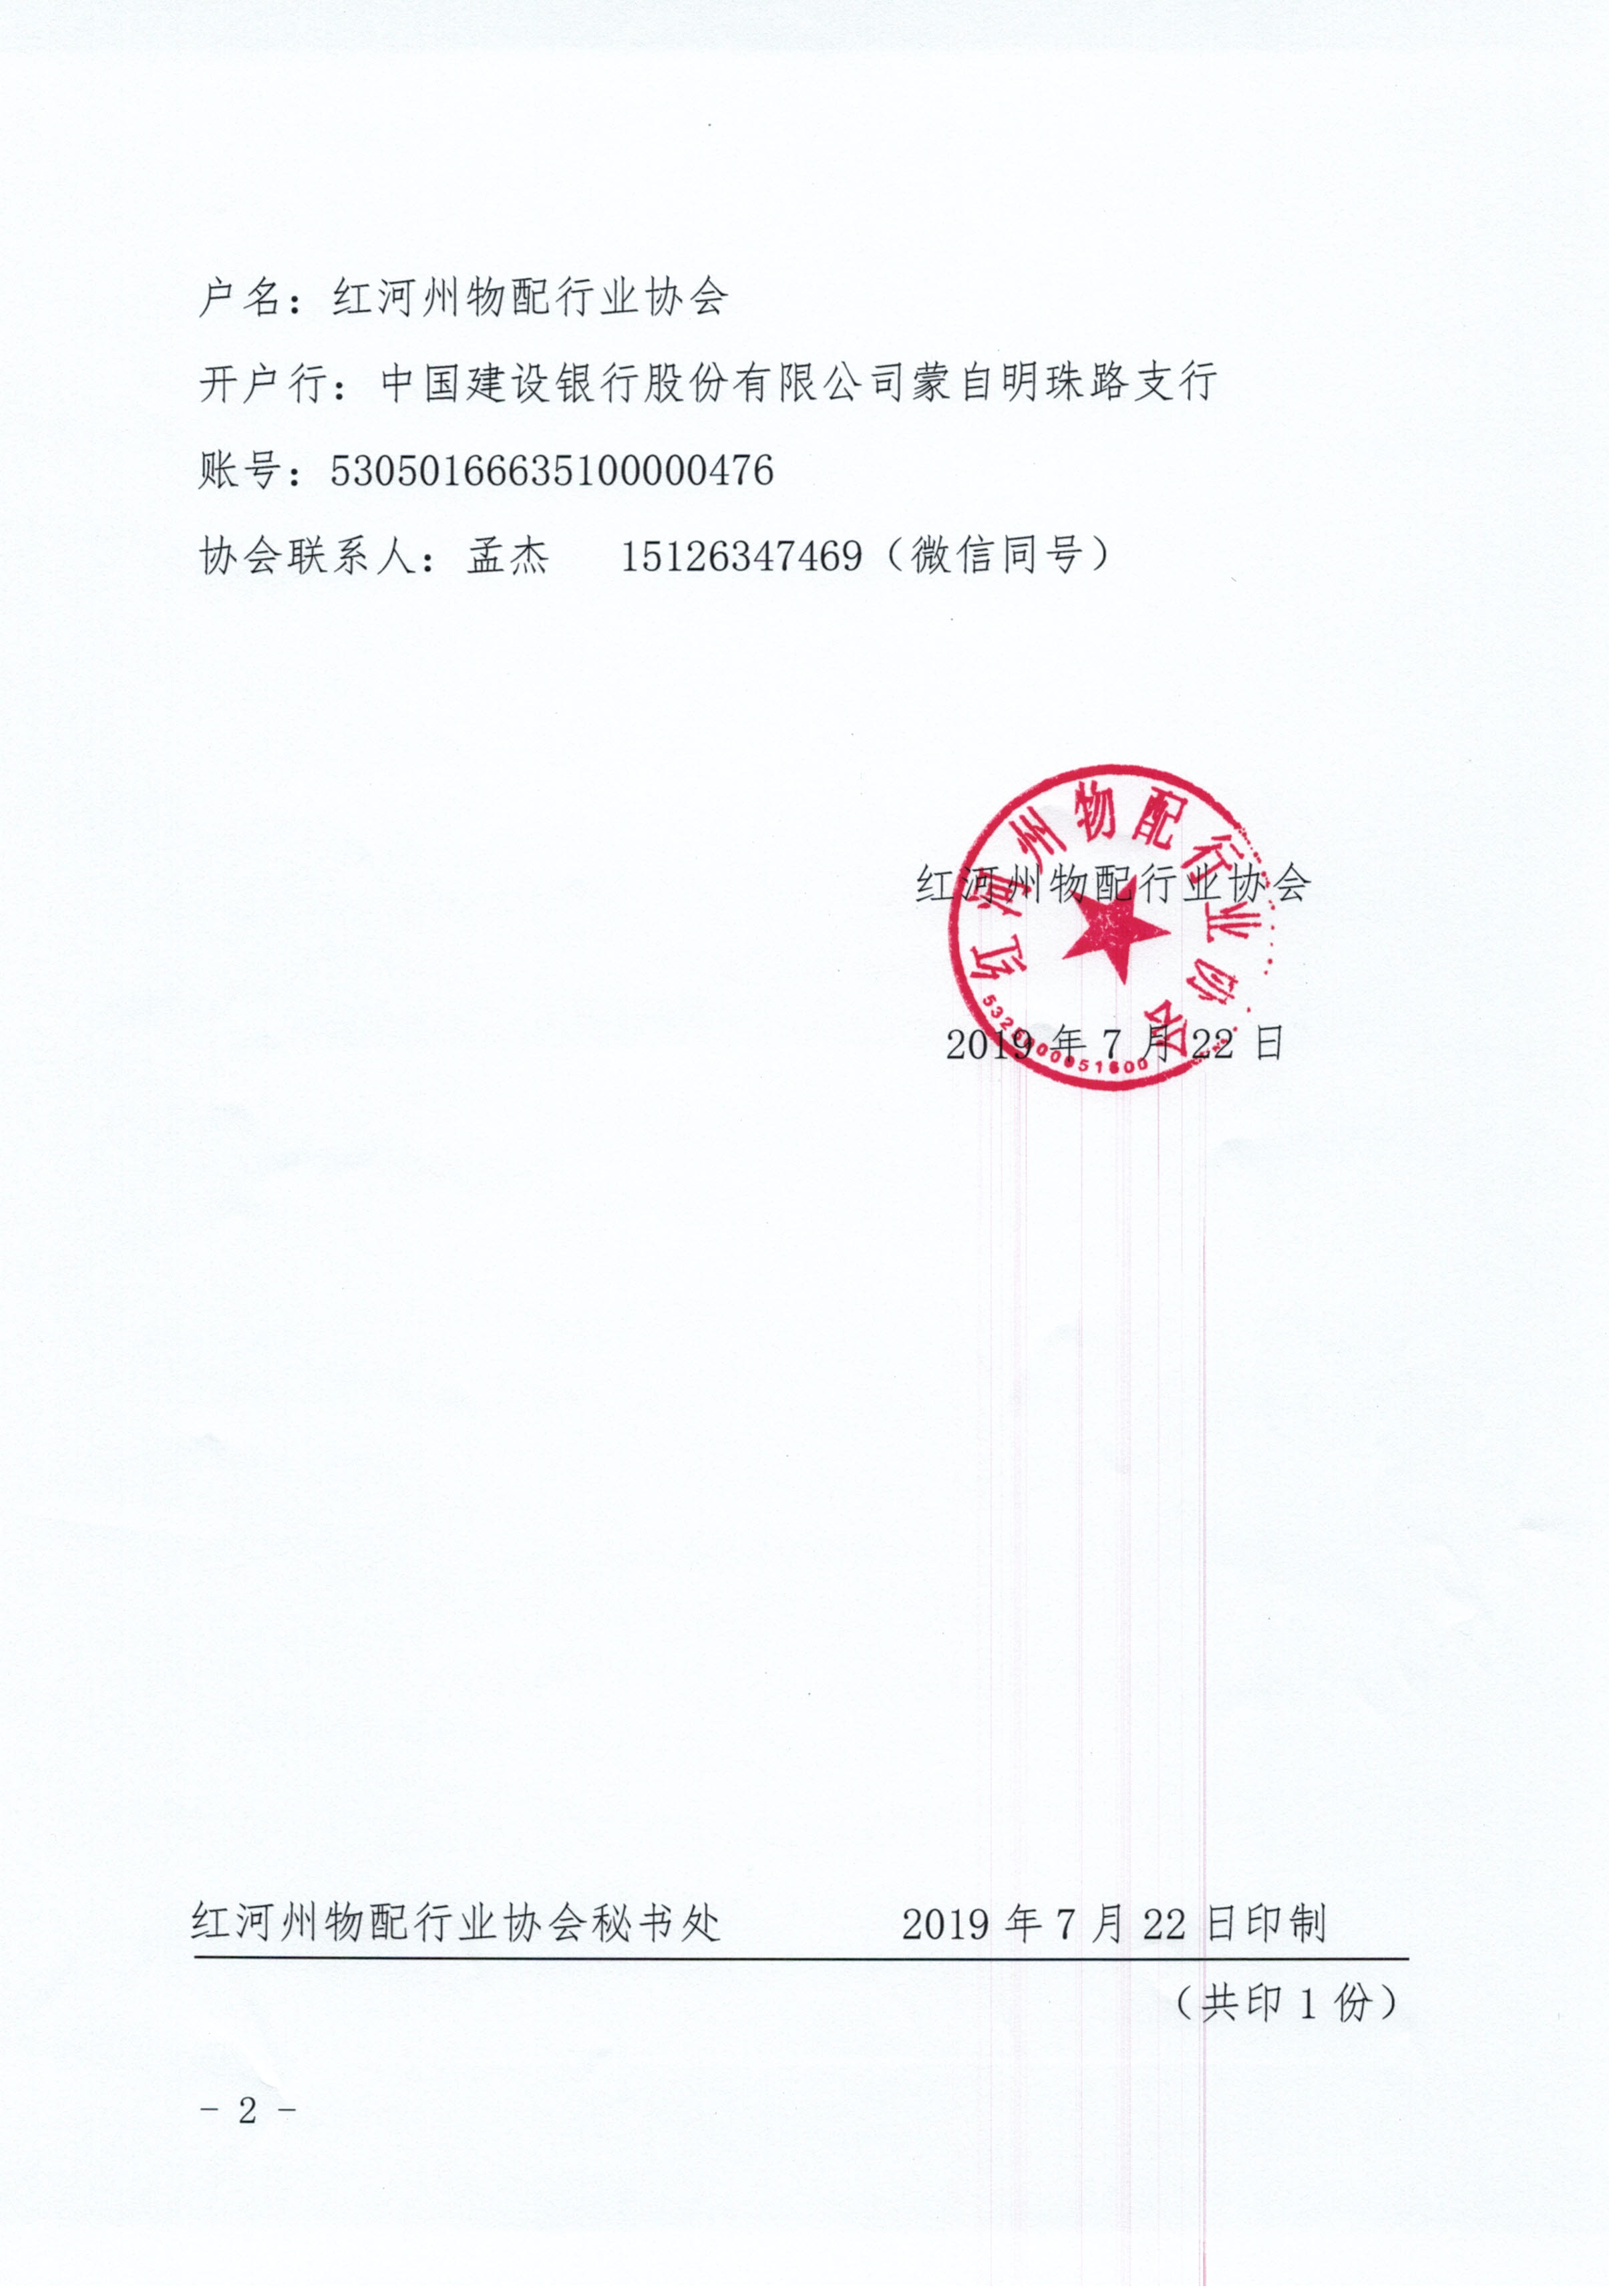 户名：红河州物配行业协会
开户行：中国建设银行股份有限公司蒙自明珠路支行
账号：53050166635100000476
协会联系人：孟杰 15126347469（微信同号）
红河州物配行业协会
红河州物配行业协会
2019 年 7 月 22 日
红河州物配行业协会秘书处 2019 年 7 月 22 日印制
（共印 1 份）
- 2 -